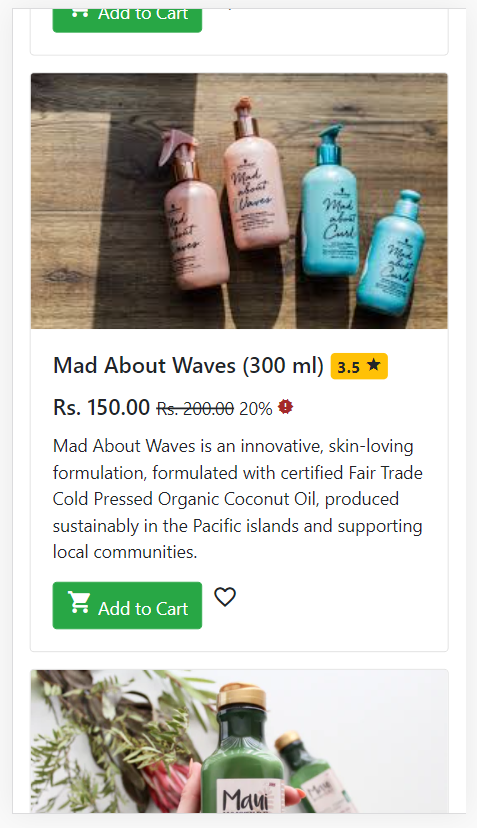 Add to Cart
Mad
about
Waves
Mad
about
Waves
Mad
about
Curl
Mad
about
Curls
Mad About Waves (300 ml) 3.5 ★
Rs. 150.00 Rs. 200.00 20%
Mad About Waves is an innovative, skin-loving
formulation, formulated with certified Fair Trade
Cold Pressed Organic Coconut Oil, produced
sustainably in the Pacific islands and supporting
local communities.
Add to Cart
Maui